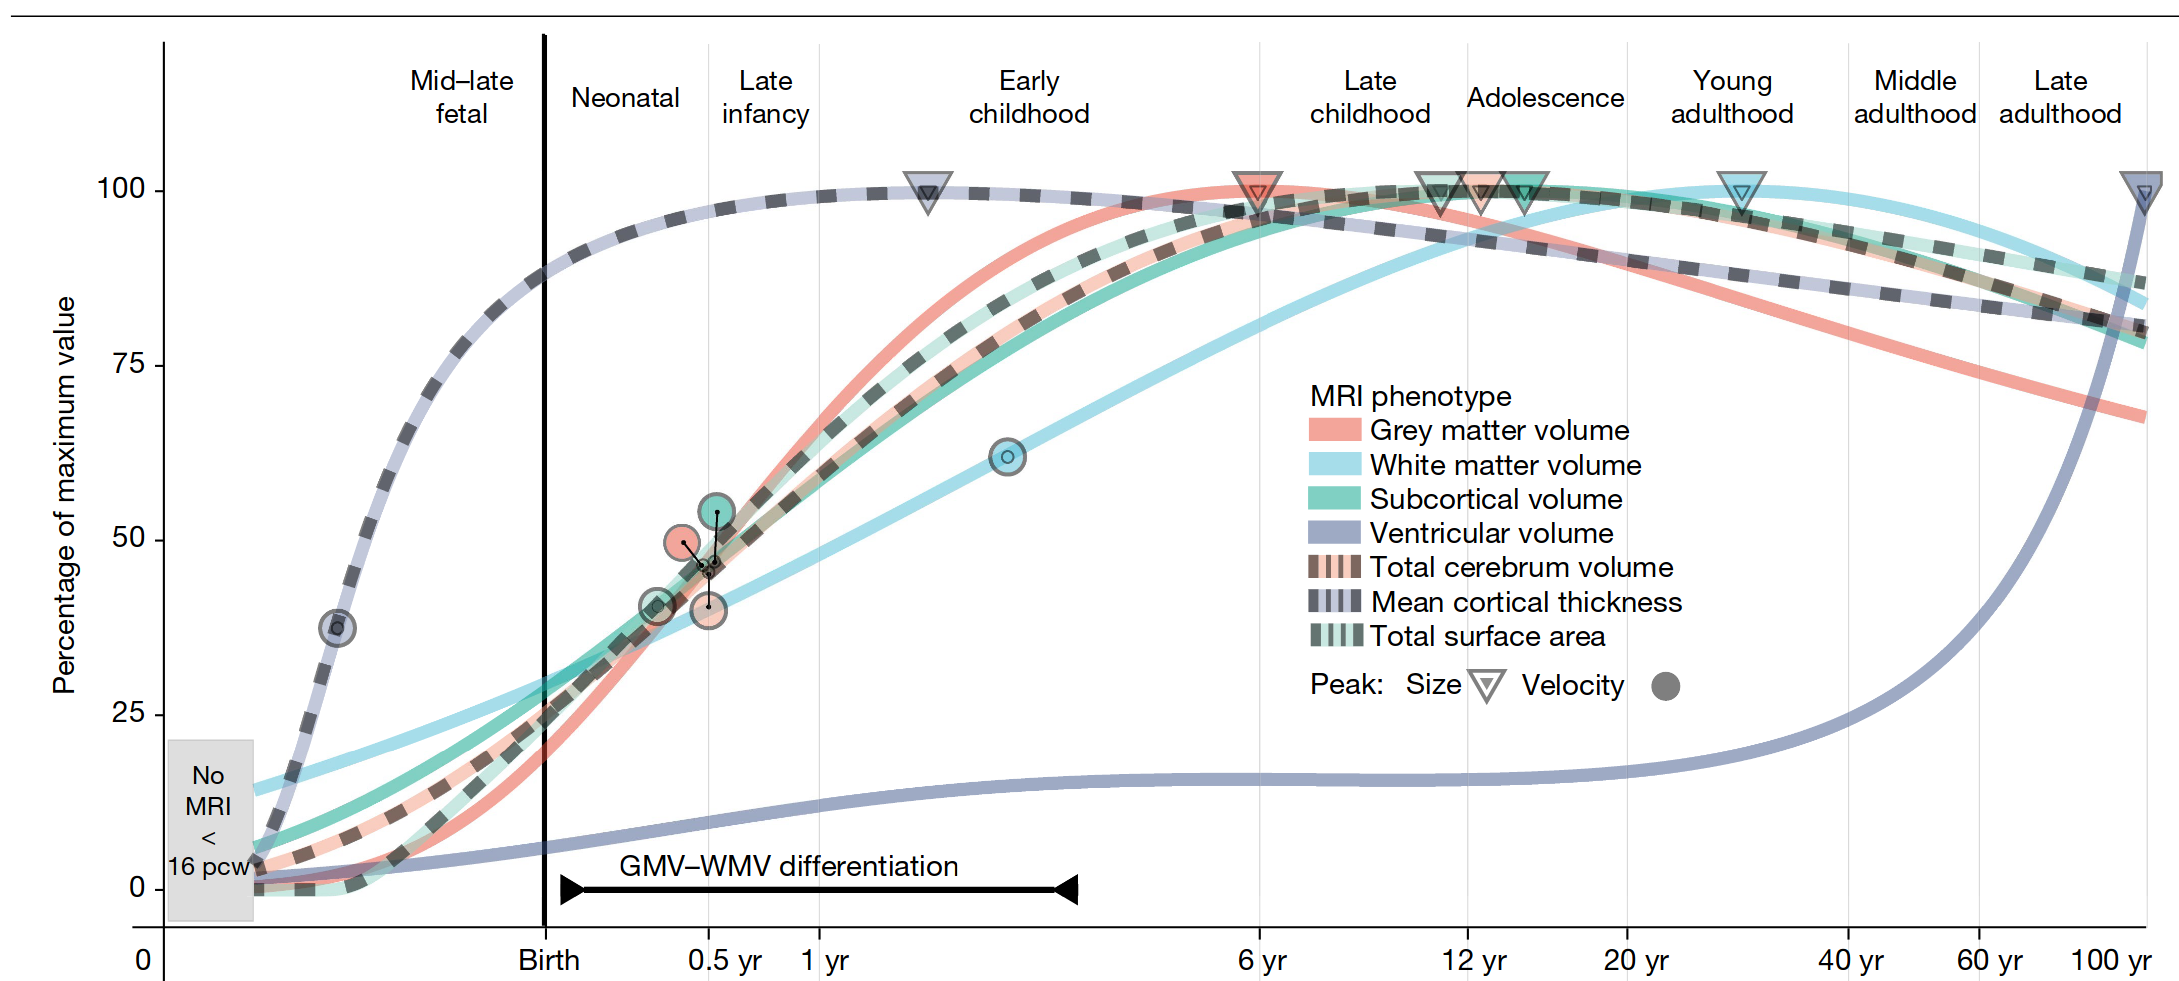 Mid–late
fetal
Neonatal
Late
infancy
Early
childhood
Late
childhood
Adolescence
Young
adulthood
Middle
adulthood
Late
adulthood
Percentage of maximum value
100
75
50
25
0
No
MRI
<
16 pcw
MRI phenotype
Grey matter volume
White matter volume
Subcortical volume
Ventricular volume
Total cerebrum volume
Mean cortical thickness
Total surface area
Peak: Size Velocity
GMV–WMV differentiation
0 Birth 0.5 yr 1 yr 6 yr 12 yr 20 yr 40 yr 60 yr 100 yr